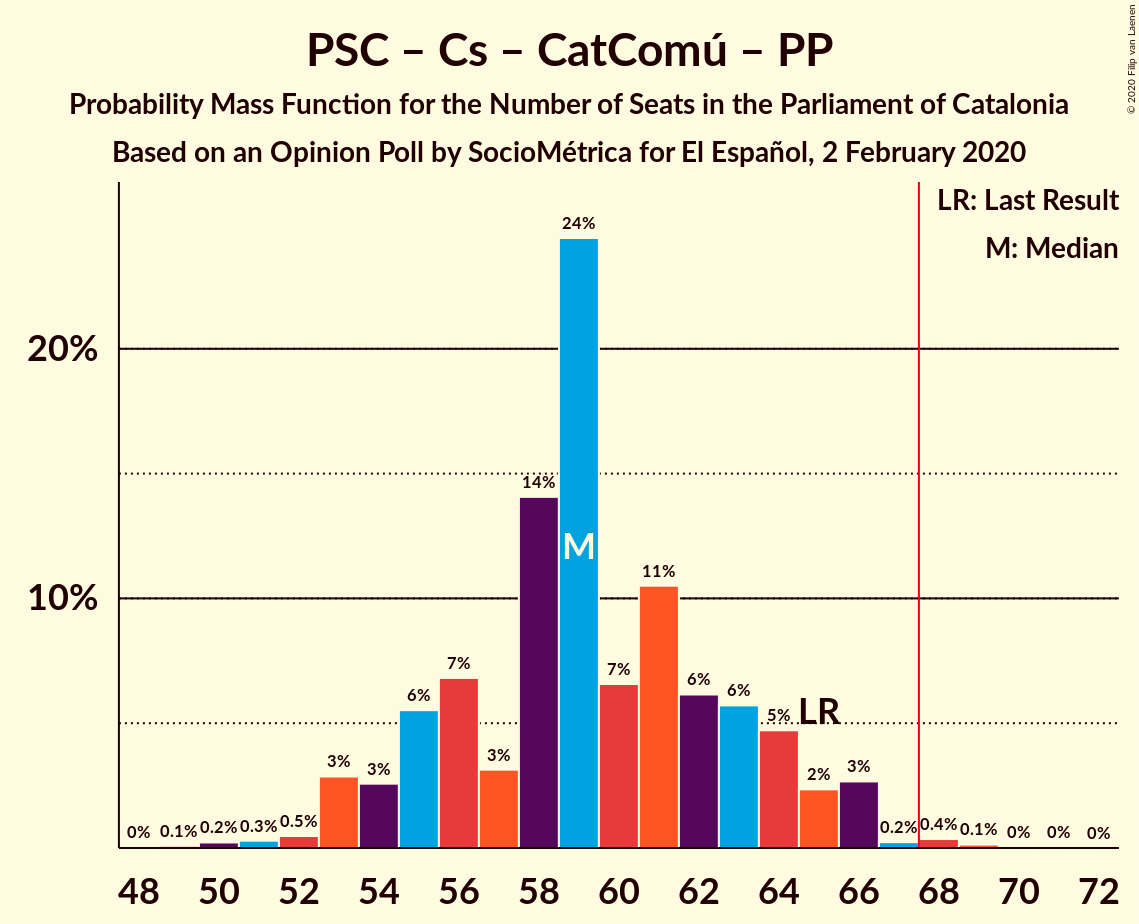 PSC – Cs – CatComú – PP
Probability Mass Function for the Number of Seats in the Parliament of Catalonia
Based on an Opinion Poll by SocioMétrica for El Español, 2 February 2020
© 2020 Filip van Laenen
LR: Last Result
M: Median
20%
10%
0% 0.1% 0.2% 0.3% 0.5% 3% 3% 6% 7% 3% 14% 24% 7% 11% 6% 6% 5% 2% 3% 0.2% 0.4% 0.1% 0% 0% 0%
M
LR
48 50 52 54 56 58 60 62 64 66 68 70 72